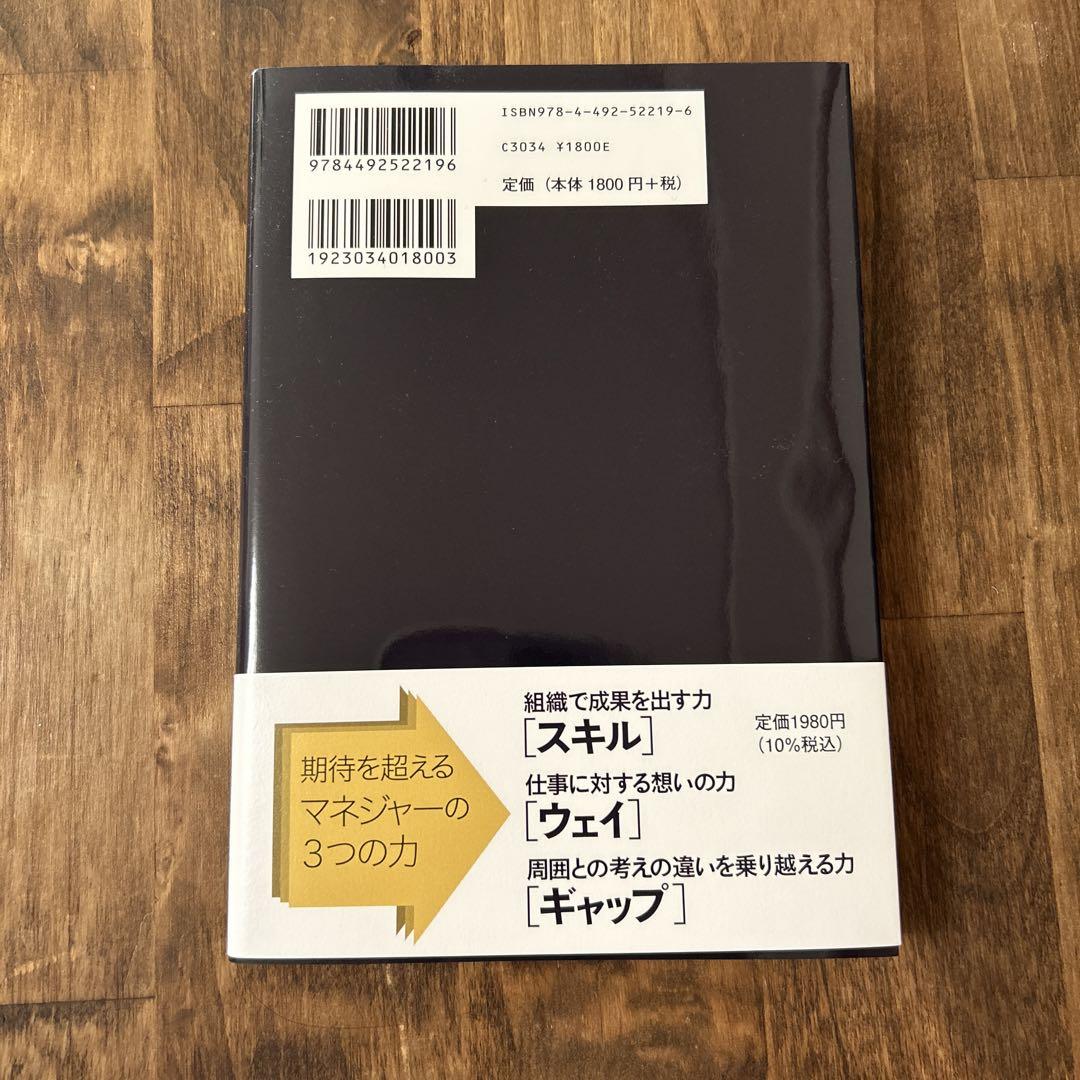 9784492522196
ISBN978-4-492-52219-6
C3034 ¥1800E
定価（本体1800円+税）
1923034018003
期待を超える
マネジャーの
3つの力
組織で成果を出す力
［スキル］
仕事に対する想いの力
［ウェイ］
周囲との考えの違いを乗り越える力
［ギャップ］
定価1980円
（10%税込）